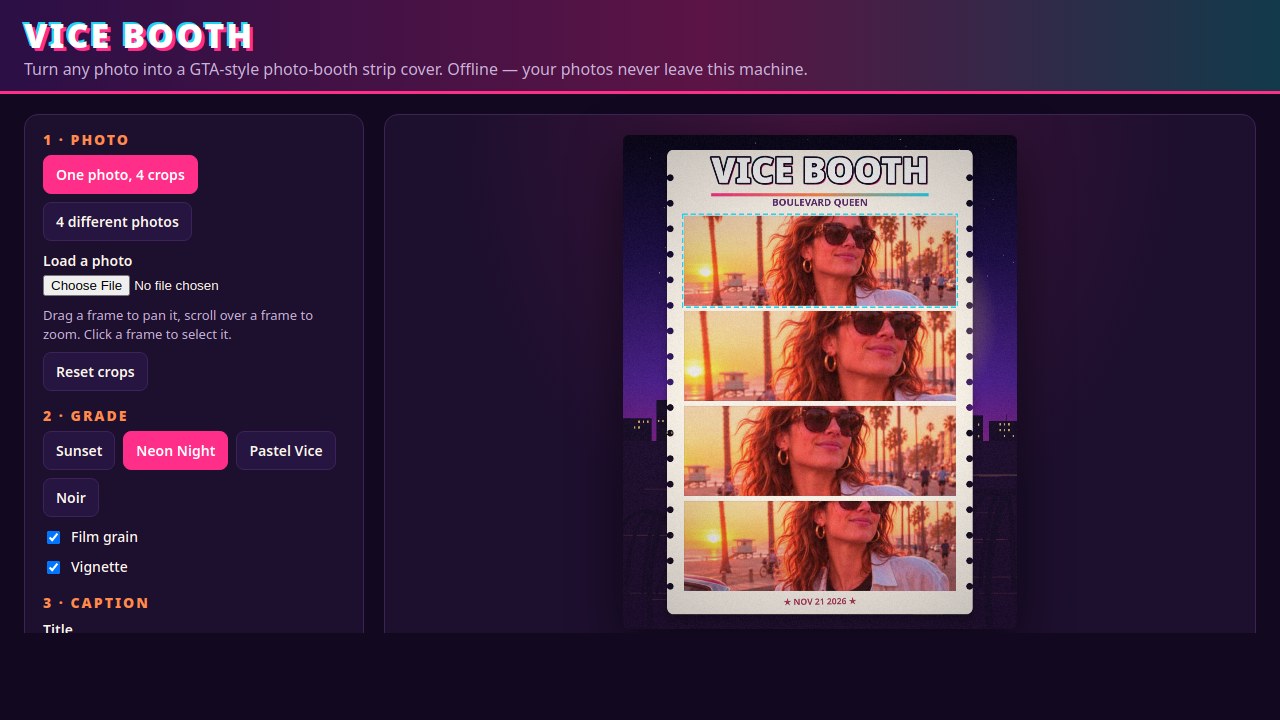 VICE BOOTH
Turn any photo into a GTA-style photo-booth strip cover. Offline — your photos never leave this machine.
1 · PHOTO
One photo, 4 crops
4 different photos
Load a photo
Choose File No file chosen
Drag a frame to pan it, scroll over a frame to
zoom. Click a frame to select it.
Reset crops
2 · GRADE
Sunset Neon Night Pastel Vice
Noir
Film grain
Vignette
3 · CAPTION
Title
VICE BOOTH
BOULEVARD QUEEN
★ NOV 21 2026 ★